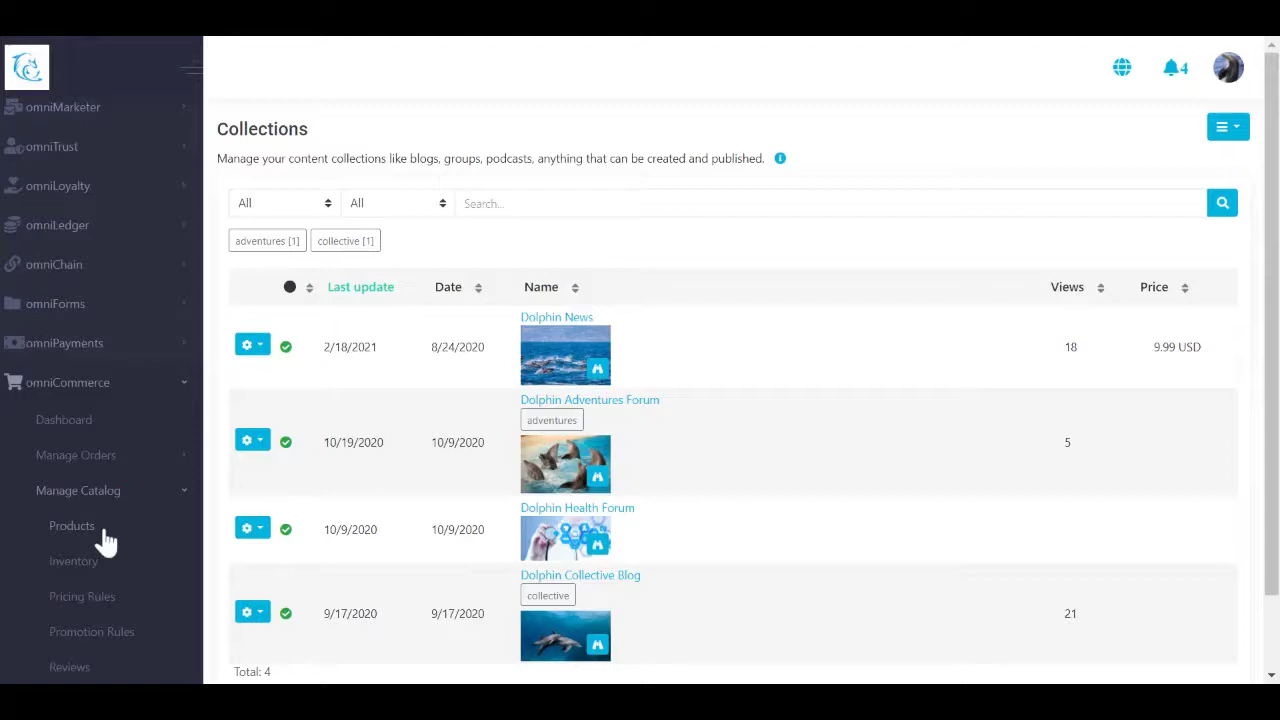 omniMarketer
omniTrust
omniLoyalty
omniLedger
omniChain
omniForms
omniPayments
omniCommerce
Dashboard
Manage Orders
Manage Catalog
Products
Inventory
Pricing Rules
Promotion Rules
Reviews
4
Collections
Manage your content collections like blogs, groups, podcasts, anything that can be created and published.
All All Search...
adventures [1] collective [1]
Last update Date Name Views Price
Dolphin News
2/18/2021 8/24/2020 18 9.99 USD
Dolphin Adventures Forum
adventures
10/19/2020 10/9/2020 5
Dolphin Health Forum
10/9/2020 10/9/2020
Dolphin Collective Blog
collective
9/17/2020 9/17/2020 21
Total: 4